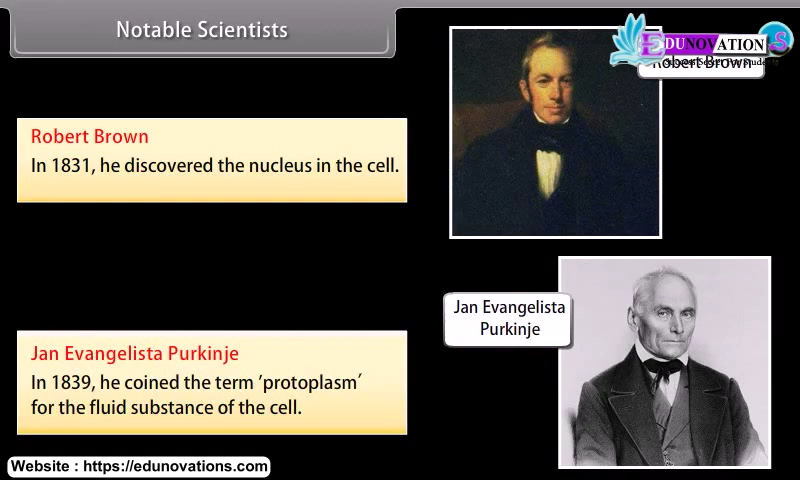 Notable Scientists
EDUNOVATION
Robert Brown
Robert Brown
In 1831, he discovered the nucleus in the cell.
Jan Evangelista
Purkinje
Jan Evangelista Purkinje
In 1839, he coined the term ‘protoplasm’
for the fluid substance of the cell.
Website : https://edunovations.com